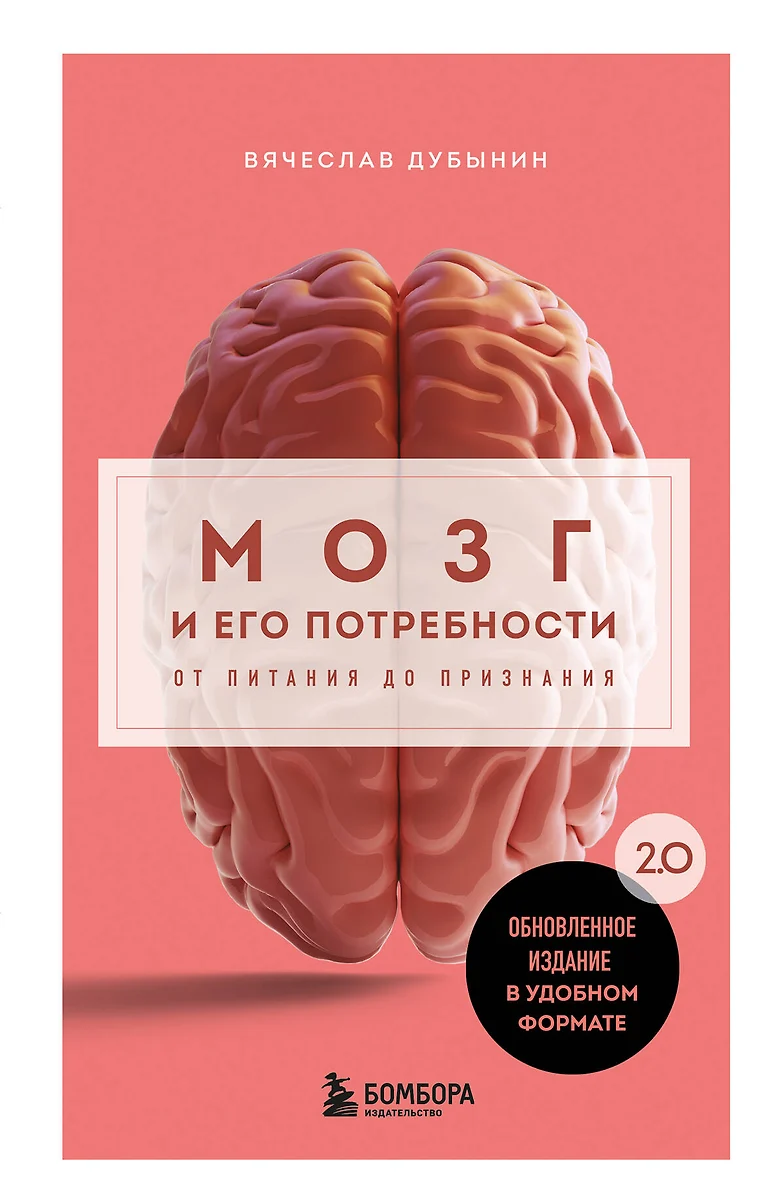 ВЯЧЕСЛАВ ДУБЫНИН
МОЗГ
И ЕГО ПОТРЕБНОСТИ
ОТ ПИТАНИЯ ДО ПРИЗНАНИЯ
2.0
ОБНОВЛЕННОЕ
ИЗДАНИЕ
В УДОБНОМ
ФОРМАТЕ
БОМБОРА
ИЗДАТЕЛЬСТВО